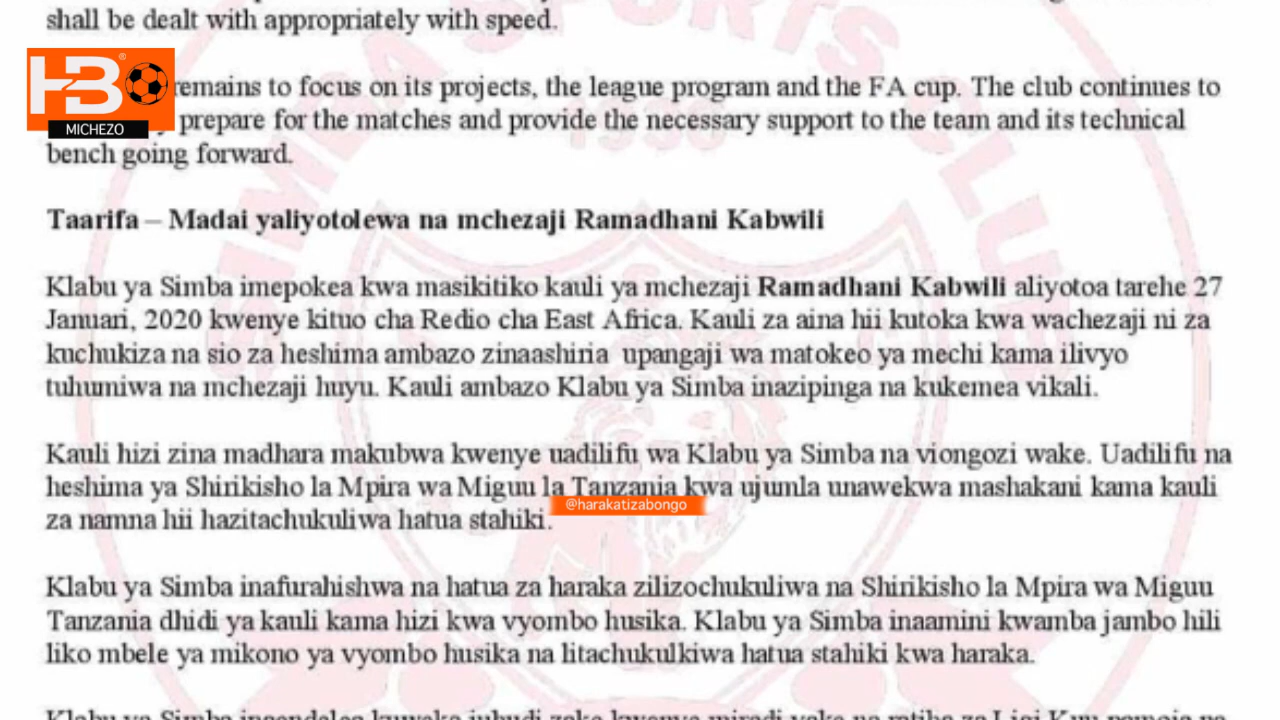 shall be dealt with appropriately with speed.
HB
MICHEZO
remains to focus on its projects, the league program and the FA cup. The club continues to
prepare for the matches and provide the necessary support to the team and its technical
bench going forward.
Taarifa – Madai yaliyotolewa na mchezaji Ramadhani Kabwili
Klabu ya Simba imepokea kwa masikitiko kauli ya mchezaji Ramadhani Kabwili aliyotoa tarehe 27
Januari, 2020 kwenye kituo cha Redio cha East Africa. Kauli za aina hii kutoka kwa wachezaji ni za
kuchukiza na sio za heshima ambazo zinaashiria upangaji wa matokeo ya mechi kama ilivyo
tuhumiwa na mchezaji huyu. Kauli ambazo Klabu ya Simba inazipinga na kukemea vikali.
Kauli hizi zina madhara makubwa kwenye uadilifu wa Klabu ya Simba na viongozi wake. Uadilifu na
heshima ya Shirikisho la Mpira wa Miguu la Tanzania kwa ujumla unawekwa mashakani kama kauli
@harakatizabongo
za namna hii hazitachukuliwa hatua stahiki.
Klabu ya Simba inafurahishwa na hatua za haraka zilizochukuliwa na Shirikisho la Mpira wa Miguu
Tanzania dhidi ya kauli kama hizi kwa vyombo husika. Klabu ya Simba inaamini kwamba jambo hili
liko mbele ya mikono ya vyombo husika na litachukulkiwa hatua stahiki kwa haraka.
SIMBA SPORTS CLUB
1936